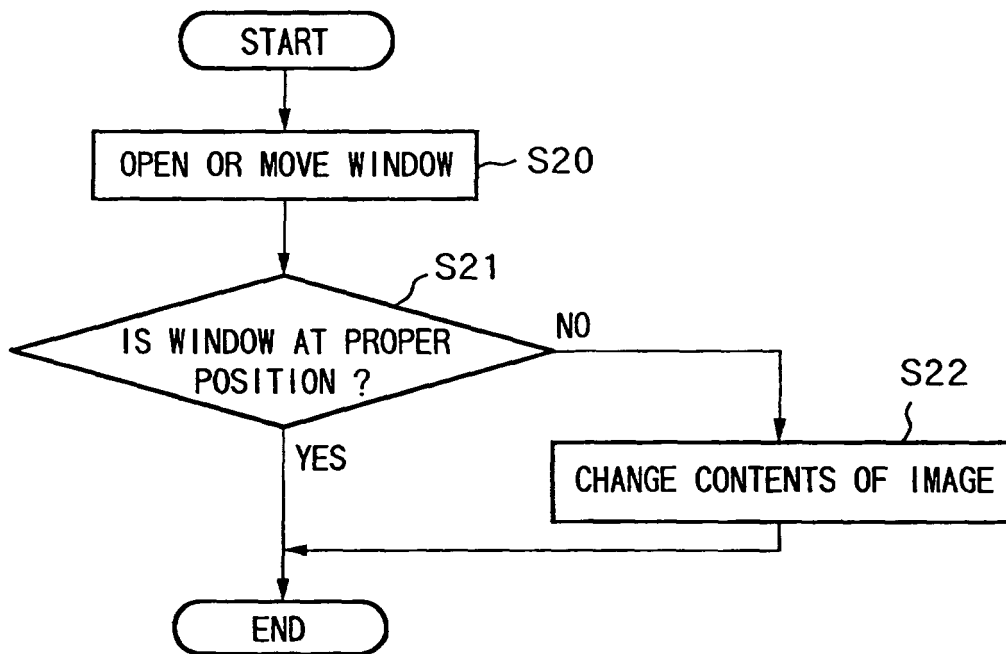 START
OPEN OR MOVE WINDOW
S20
S21
IS WINDOW AT PROPER
POSITION ?
NO
S22
YES
CHANGE CONTENTS OF IMAGE
END